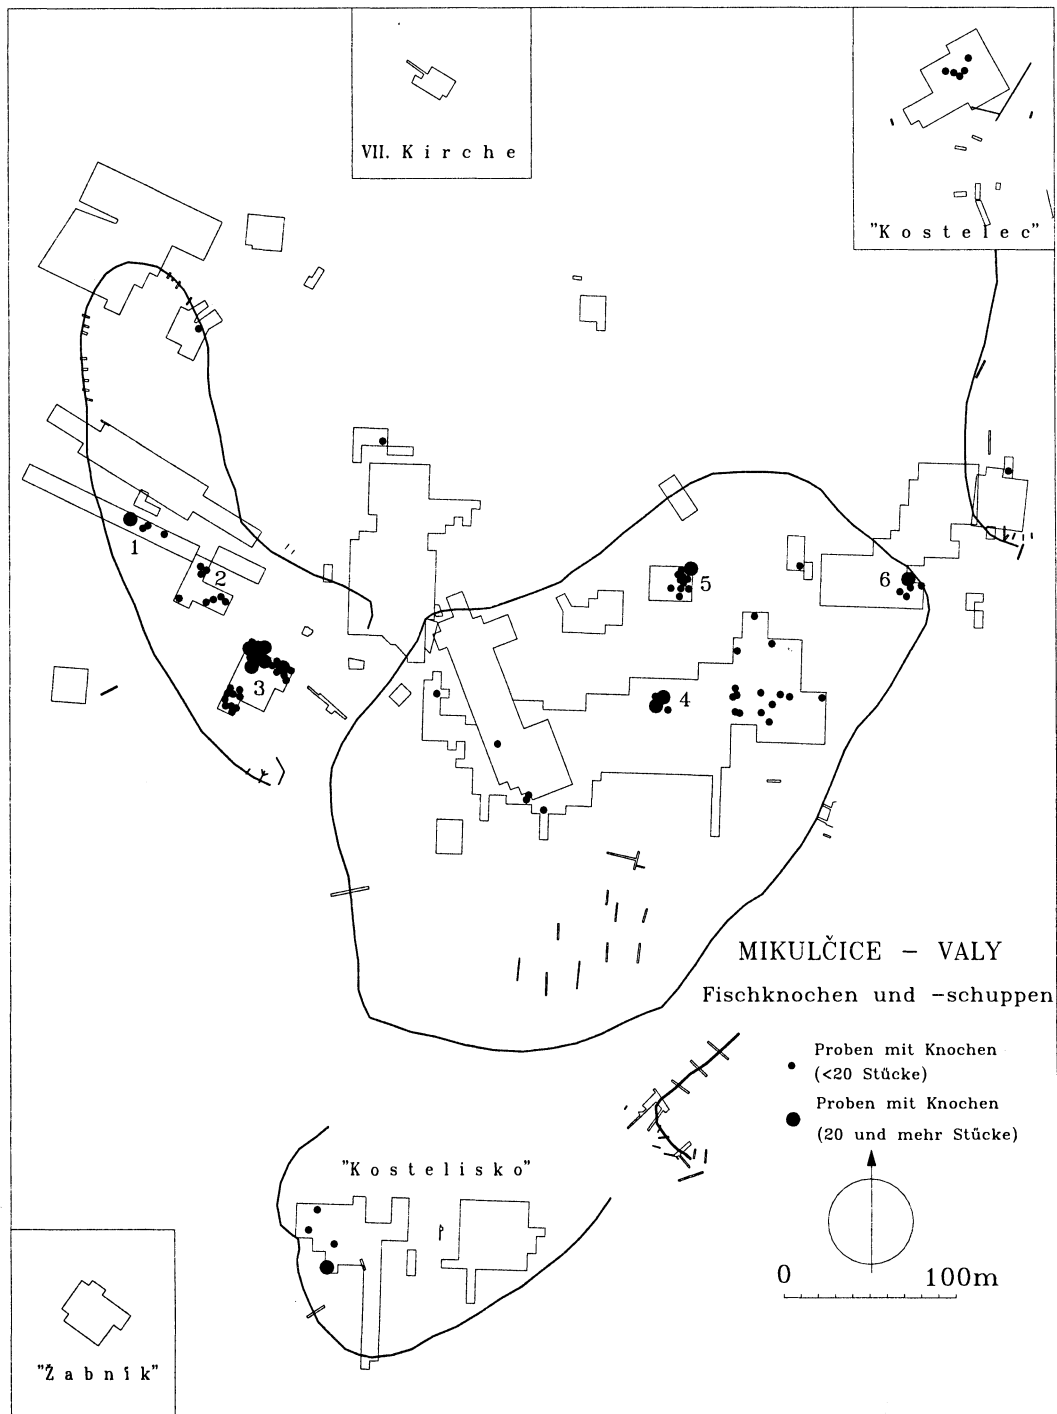 VII. Kirche
"Kostelec"
1
2
3
4
5
6
MIKULČICE – VALY
Fischknochen und -schuppen
Proben mit Knochen
(<20 Stücke)
Proben mit Knochen
(20 und mehr Stücke)
"Kostelisko"
0 100m
"Žabník"